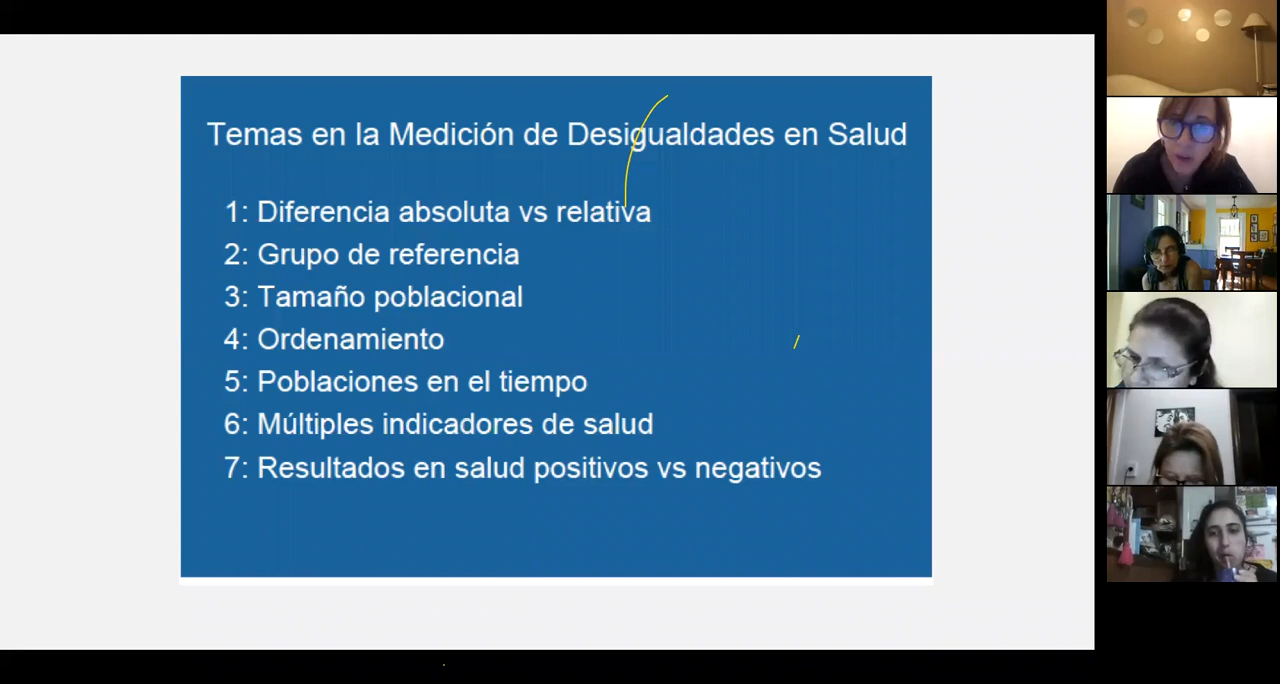 Temas en la Medición de Desigualdades en Salud
1: Diferencia absoluta vs relativa
2: Grupo de referencia
3: Tamaño poblacional
4: Ordenamiento
5: Poblaciones en el tiempo
6: Múltiples indicadores de salud
7: Resultados en salud positivos vs negativos